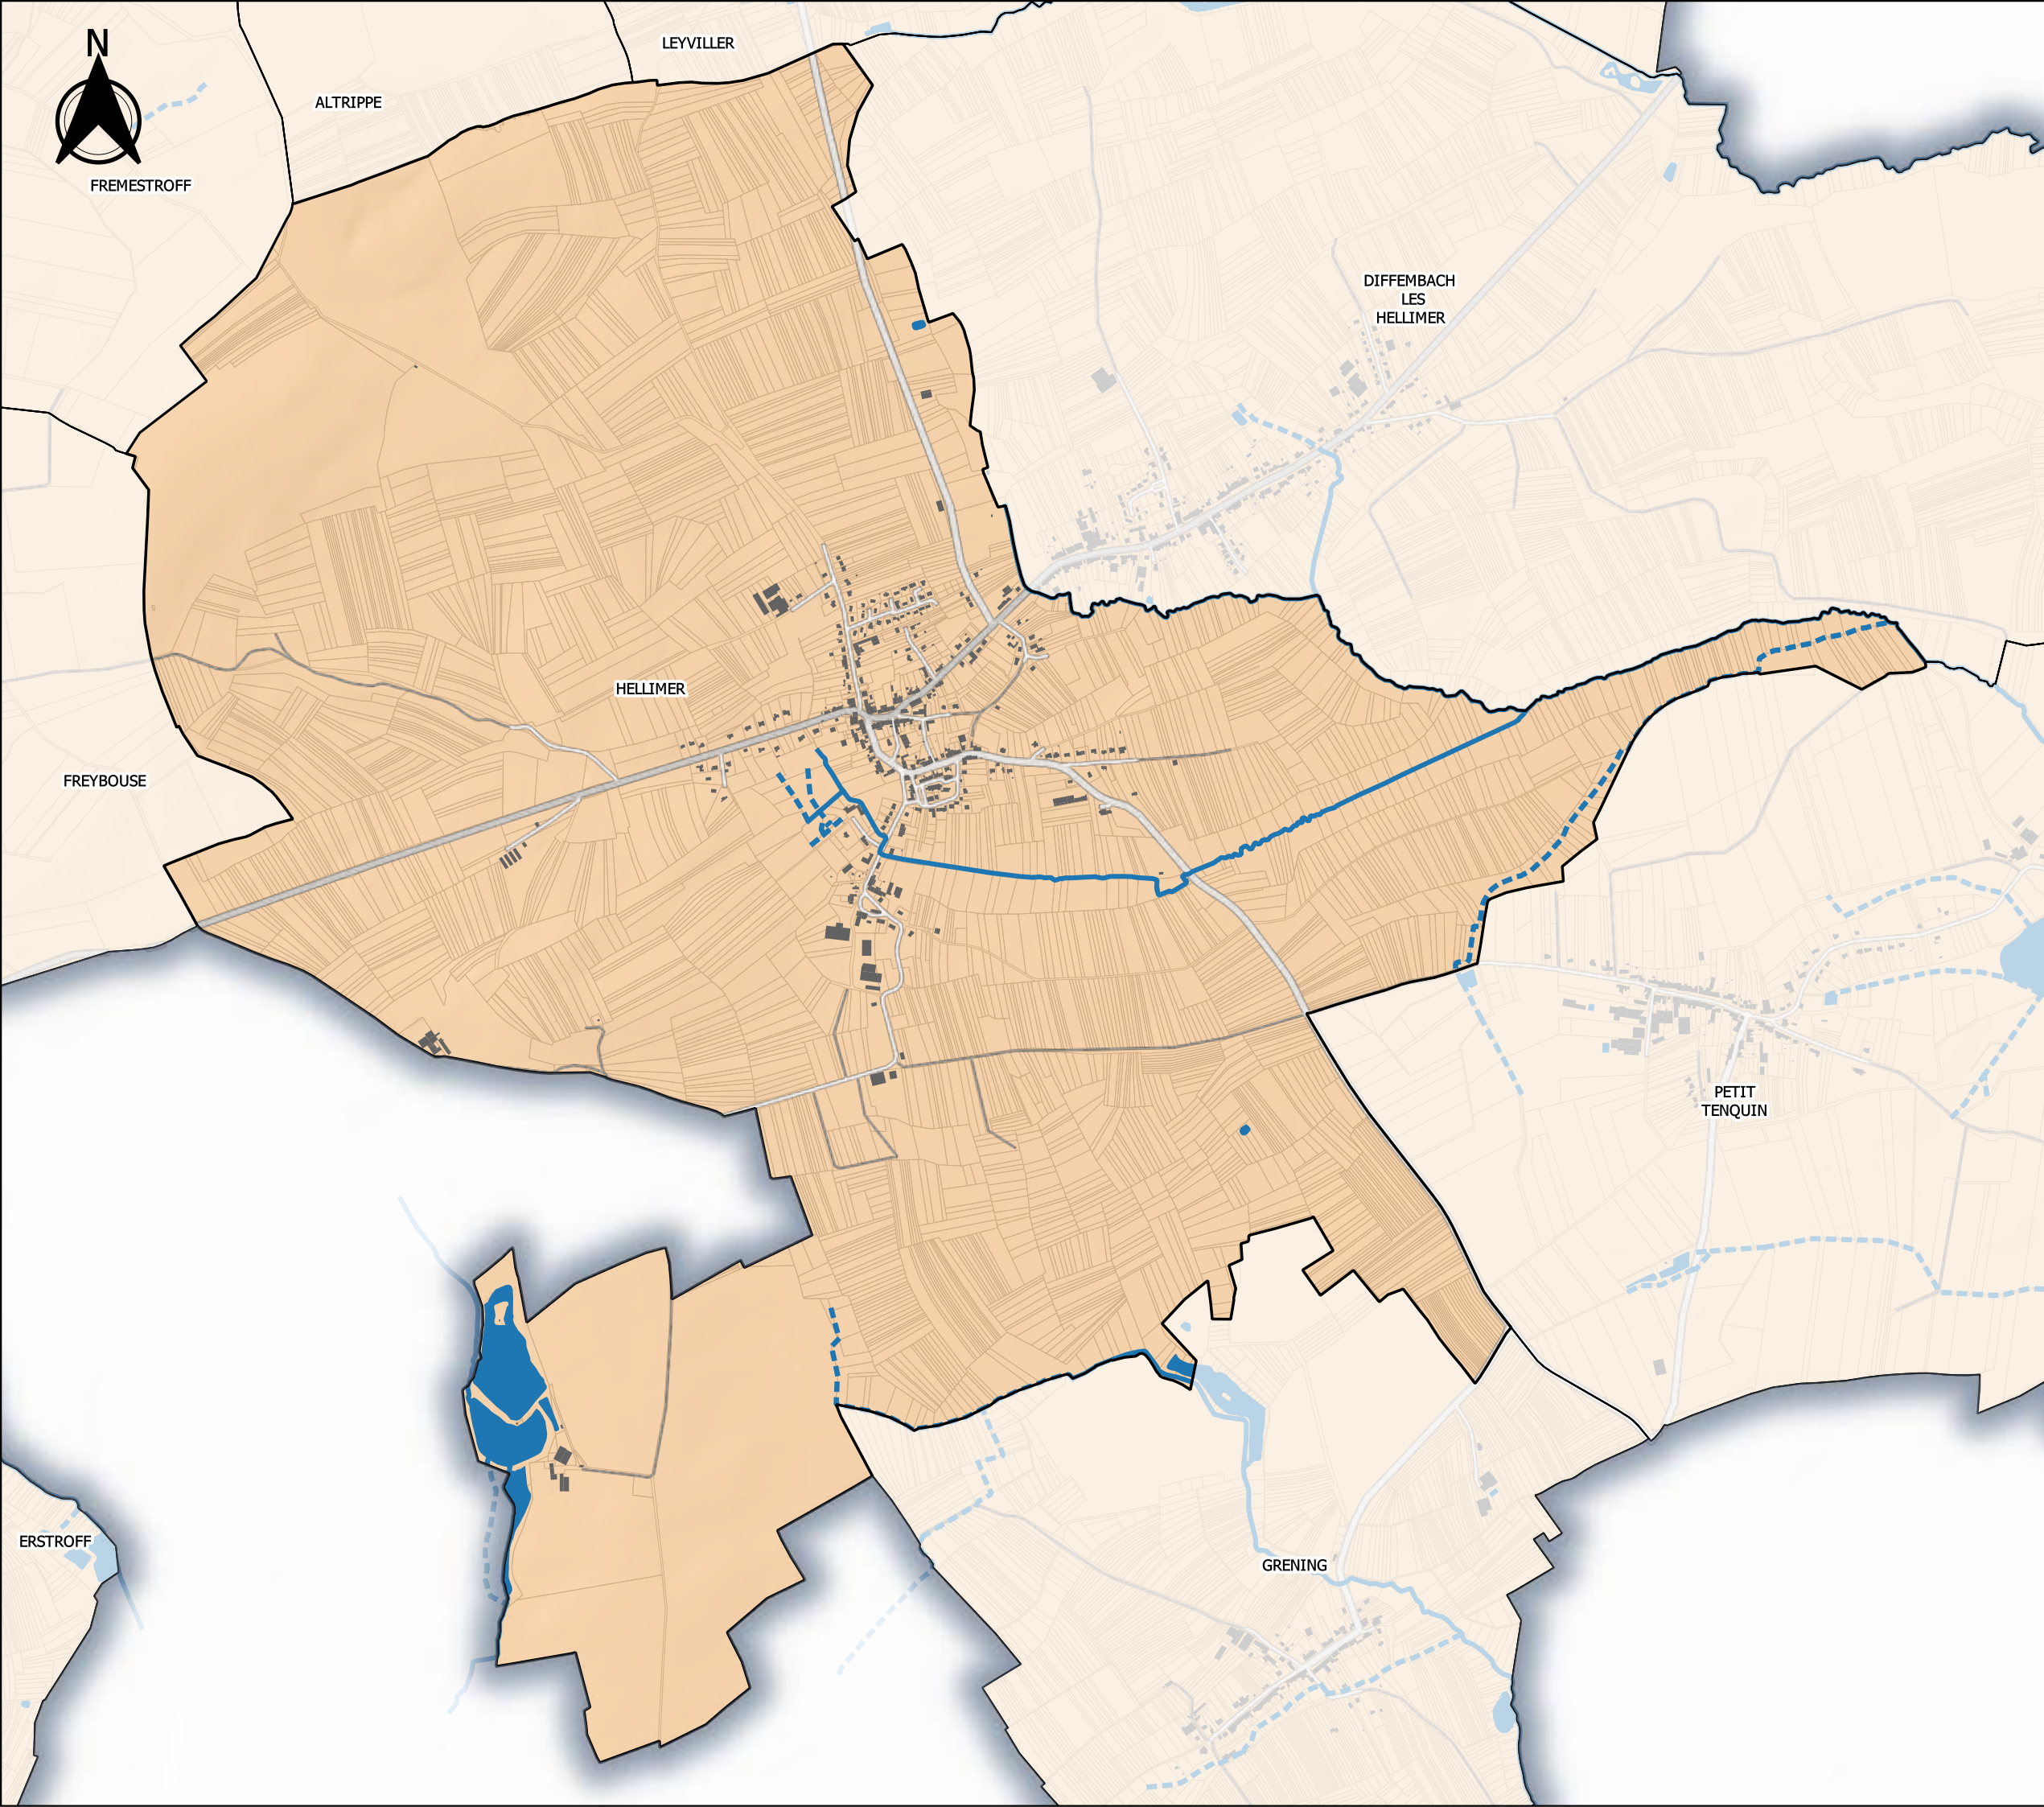 N
LEYVILLER
ALTRIPPE
FREMESTROFF
DIFFEMBACH
LES
HELLIMER
HELLIMER
FREYBOUSE
PETIT
TENQUIN
ERSTROFF
GRENING